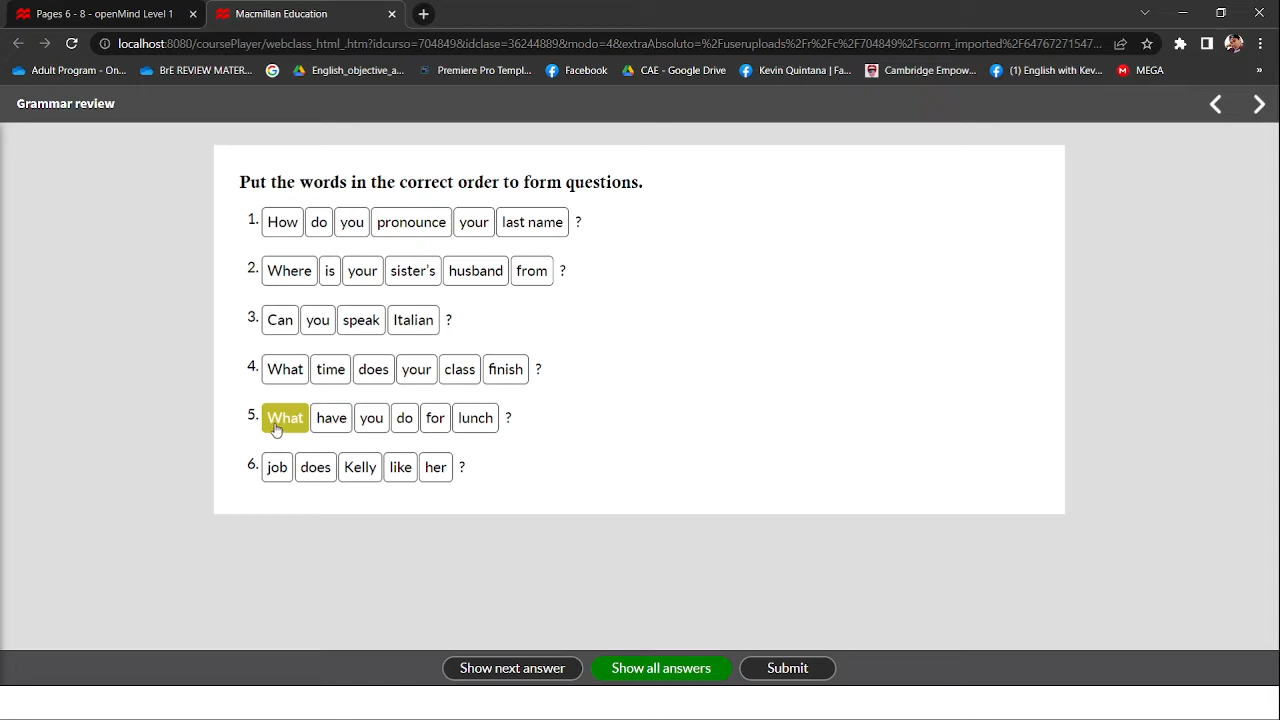 Pages 6 - 8 - openMind Level 1
Macmillan Education
localhost:8080/coursePlayer/webclass_html_.htm?idcurso=704849&idclase=36244889&modo=4&extraAbsoluto=%2Fuseruploads%2Fr%2Fc%2F704849%2Fscorm_imported%2F64767271547...
Adult Program - On...
BrE REVIEW MATER...
English_objective_a...
Premiere Pro Templ...
Facebook
CAE - Google Drive
Kevin Quintana | Fa...
Cambridge Empow...
(1) English with Kev...
MEGA
»
Grammar review
Put the words in the correct order to form questions.
1. How do you pronounce your last name ?
2. Where is your sister's husband from ?
3. Can you speak Italian ?
4. What time does your class finish ?
5. What have you do for lunch ?
6. job does Kelly like her ?
Show next answer
Show all answers
Submit